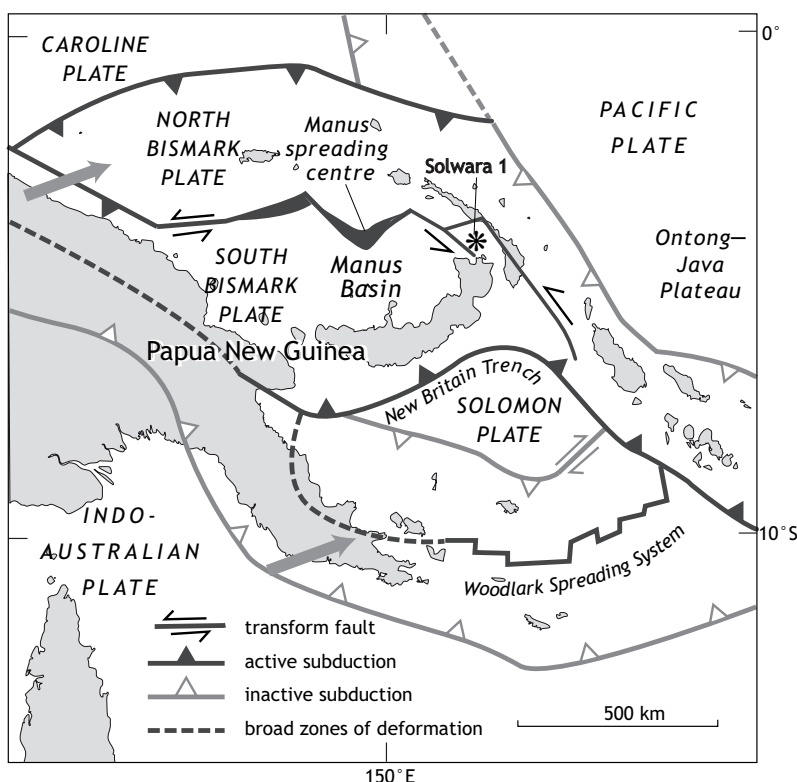 CAROLINE
PLATE
0°
NORTH
BISMARK
PLATE
Manus
spreading
centre
Solwara 1
PACIFIC
PLATE
SOUTH
BISMARK
PLATE
Manus
Basin
Ontong
Java
Plateau
Papua New Guinea
New Britain Trench
SOLOMON
PLATE
INDO-
AUSTRALIAN
PLATE
10°S
Woodlark Spreading System
transform fault
active subduction
inactive subduction
broad zones of deformation
500 km
150°E